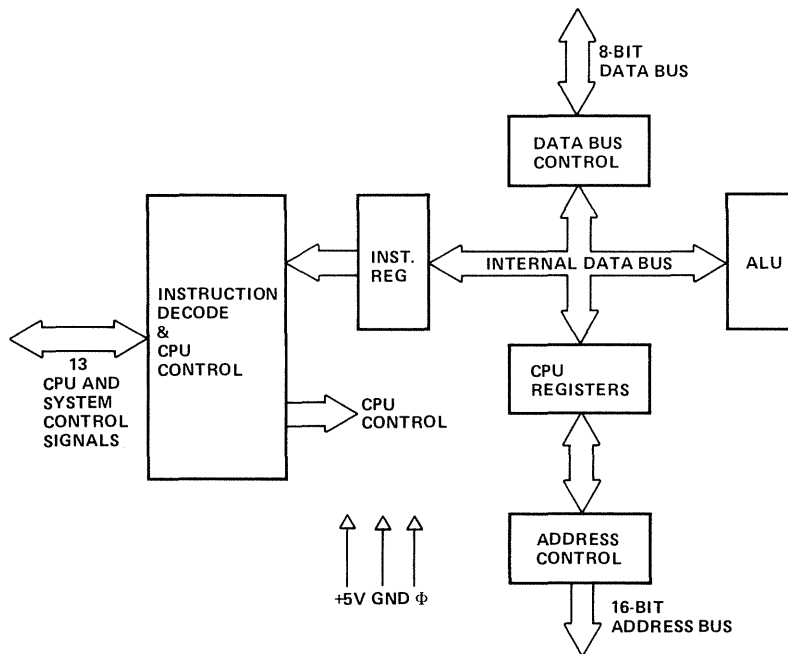 8-BIT
DATA BUS
DATA BUS
CONTROL
INST.
REG
INTERNAL DATA BUS
ALU
INSTRUCTION
DECODE
&
CPU
CONTROL
13
CPU AND
SYSTEM
CONTROL
SIGNALS
CPU
CONTROL
CPU
REGISTERS
ADDRESS
CONTROL
+5V GND Φ
16-BIT
ADDRESS BUS